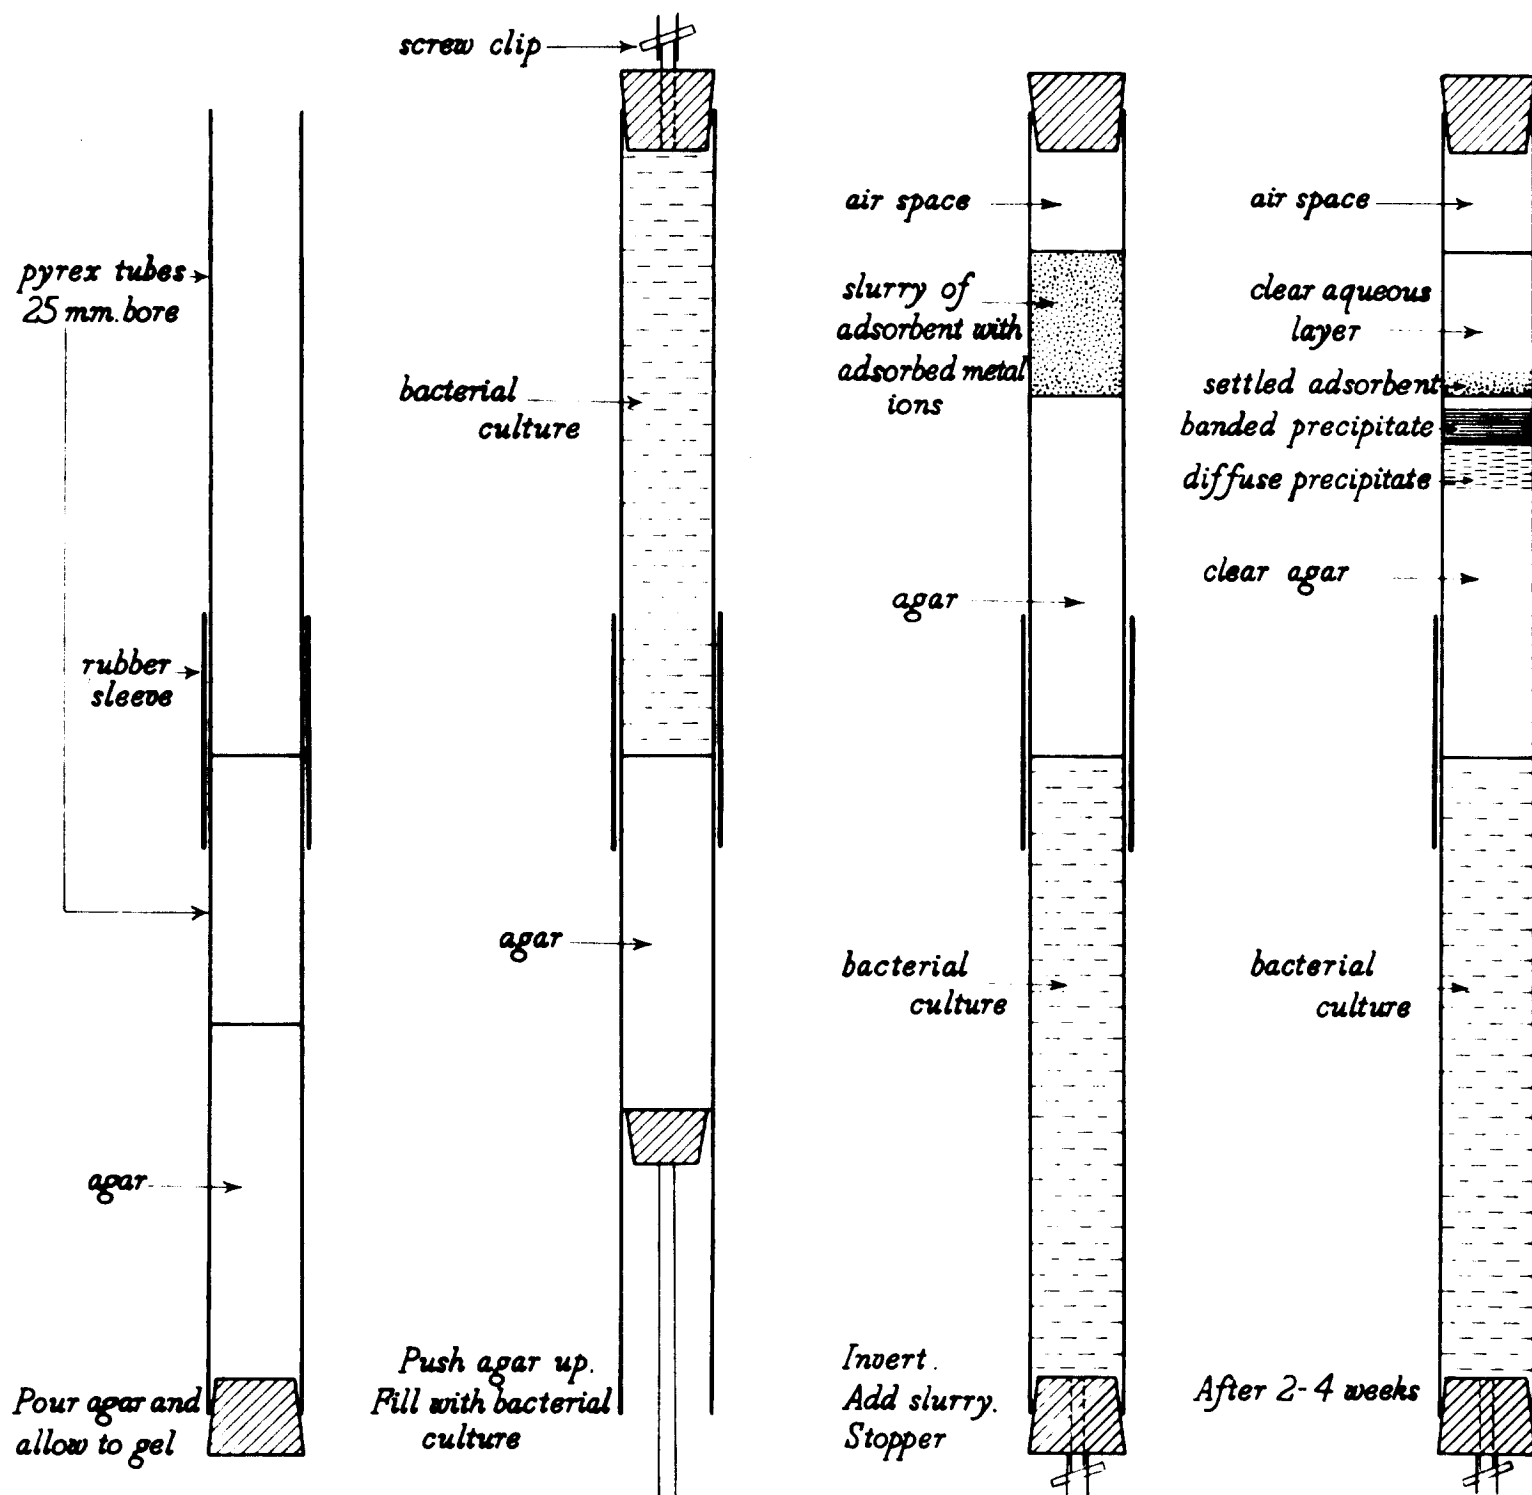 pyrex tubes
25 mm. bore
rubber
sleeve
agar
Pour agar and
allow to gel
screw clip
bacterial
culture
agar
Push agar up.
Fill with bacterial
culture
air space
slurry of
adsorbent with
adsorbed metal
ions
agar
bacterial
culture
Invert.
Add slurry.
Stopper
air space
clear aqueous
layer
settled adsorbent
banded precipitate
diffuse precipitate
clear agar
bacterial
culture
After 2-4 weeks